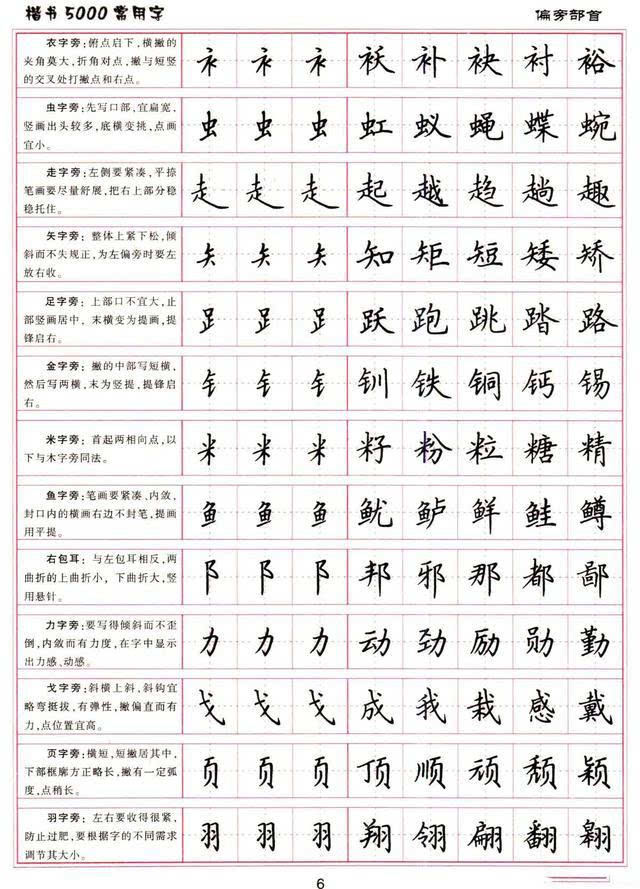 楷书5000常用字
偏旁部首
衣字旁：俯点启下，横撇的
夹角莫大，折角对点，撇与短竖
的交叉处打撇点和右点。
衤 衤 衤 袄 补 袂 衬 裕
虫字旁：先写口部，宜扁宽，
竖画出头较多，底横变挑，点画
宜小。
虫 虫 虫 虹 蚁 蝇 蝶 蜿
走字旁：左侧要紧凑，平捺
笔画要尽量舒展，把右上部分稳
稳托住。
走 走 走 起 越 趋 趟 趣
矢字旁：整体上紧下松，倾
斜而不失规正，为左偏旁时要左
放右收。
矢 矢 矢 知 矩 短 矮 矫
足字旁：上部口不宜大，止
部竖画居中，末横变为提画，提
锋启右。
𧾷 𧾷 𧾷 跃 跑 跳 踏 路
金字旁：撇的中部写短横，
然后写两横，末为竖提，提锋启
右。
钅 钅 钅 钏 铁 铜 钙 锡
米字旁：首起两相向点，以
下与木字旁同法。
米 米 米 籽 粉 粒 糖 精
鱼字旁：笔画要紧凑、内敛，
封口内的横画右边不封笔，提画
用平提。
鱼 鱼 鱼 鱿 鲈 鲜 鲑 鳟
右包耳：与左包耳相反，两
曲折的上曲折小，下曲折大，竖
用悬针。
阝 阝 阝 邦 邪 那 都 鄙
力字旁：要写得倾斜而不歪
倒，内敛而有力度，在字中显示
出力感、动感。
力 力 力 动 劲 励 勋 勤
戈字旁：斜横上斜，斜钩宜
略弯挺拔，有弹性，撇偏直而有
力，点位置宜高。
戈 戈 戈 成 我 栽 感 戴
页字旁：横短，短撇居其中，
下部框廓方正略长，撇有一定弧
度，点稍长。
页 页 页 顶 顺 顽 颓 颖
羽字旁：左右要收得很紧，
防止过肥，要根据字的不同需求
调节其大小。
羽 羽 羽 翔 翎 翩 翻 翱
6